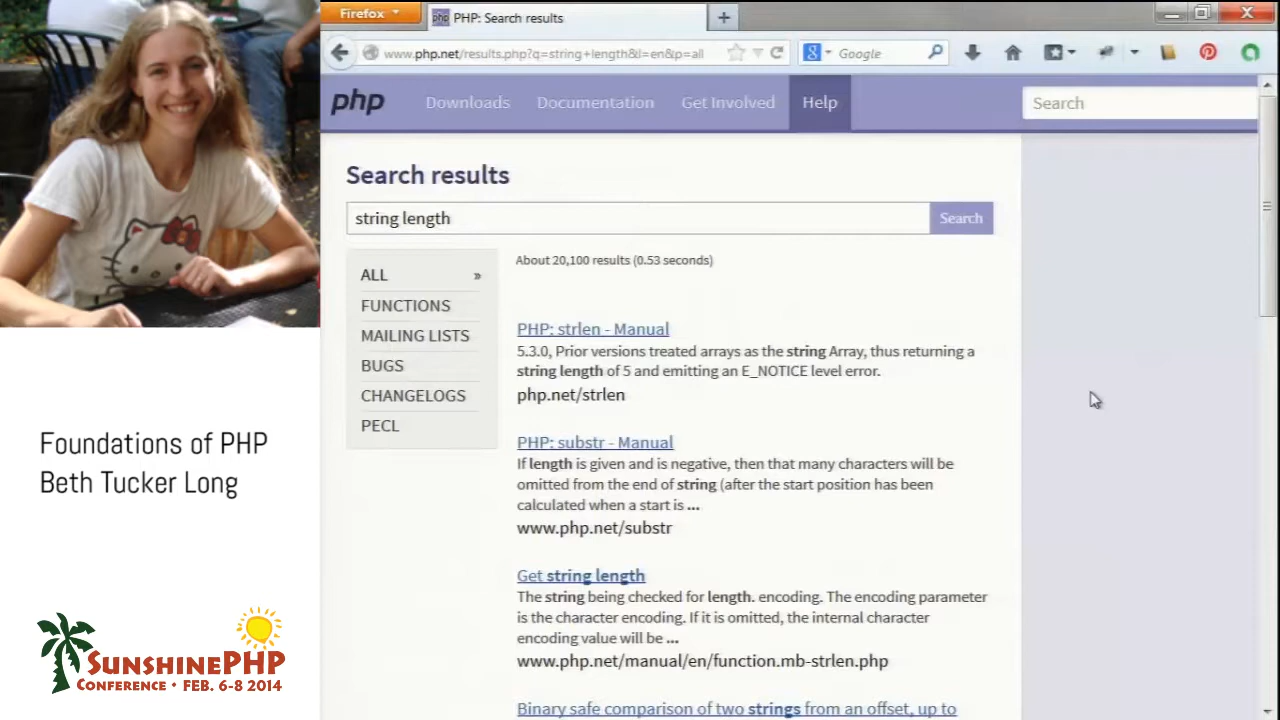 Firefox
PHP: Search results
www.php.net/results.php?q=string+length&l=en&p=all
Google
php
Downloads
Documentation
Get Involved
Help
Search
Search results
string length
Search
ALL »
FUNCTIONS
MAILING LISTS
BUGS
CHANGELOGS
PECL
About 20,100 results (0.53 seconds)
PHP: strlen - Manual
5.3.0, Prior versions treated arrays as the string Array, thus returning a
string length of 5 and emitting an E_NOTICE level error.
php.net/strlen
PHP: substr - Manual
If length is given and is negative, then that many characters will be
omitted from the end of string (after the start position has been
calculated when a start is ...
www.php.net/substr
Get string length
The string being checked for length. encoding. The encoding parameter
is the character encoding. If it is omitted, the internal character
encoding value will be ...
www.php.net/manual/en/function.mb-strlen.php
Binary safe comparison of two strings from an offset, up to
Foundations of PHP
Beth Tucker Long
SUNSHINEPHP
CONFERENCE • FEB. 6-8 2014